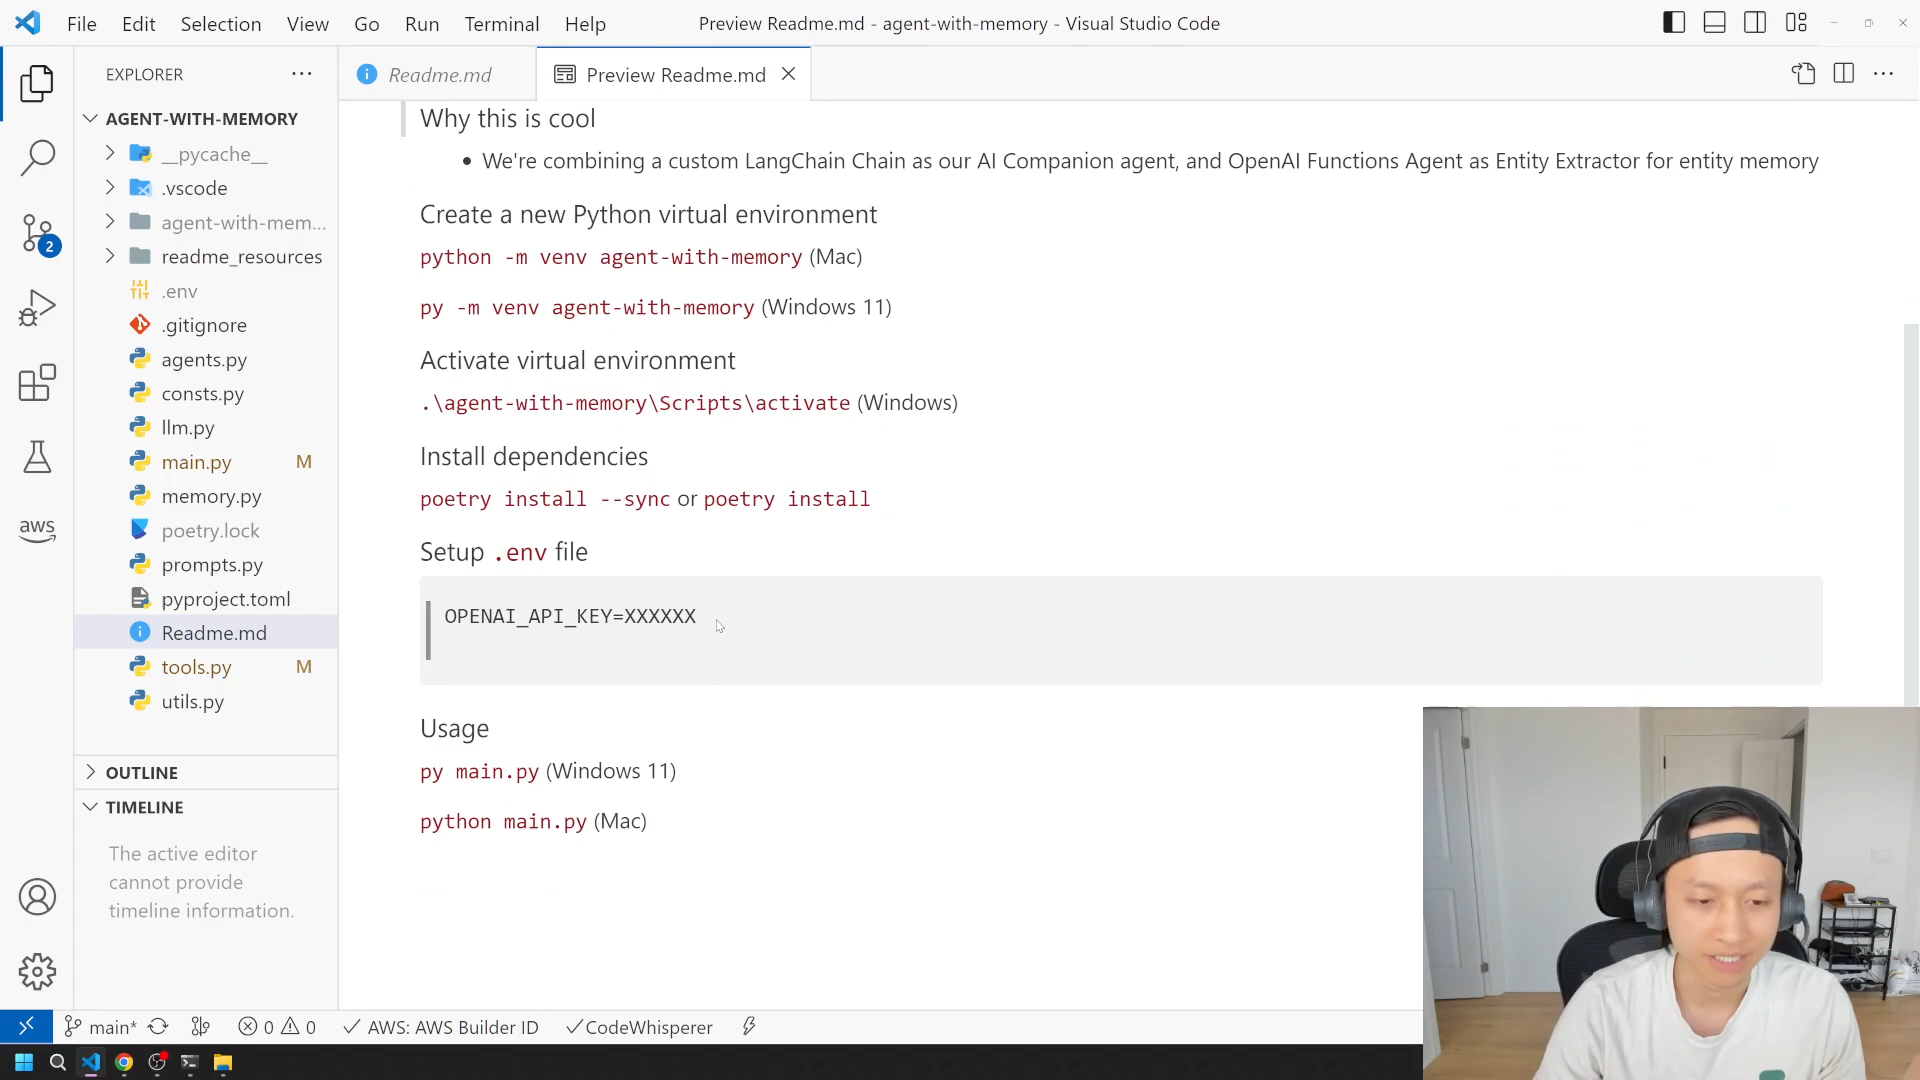 File Edit Selection View Go Run Terminal Help
Preview Readme.md - agent-with-memory - Visual Studio Code
EXPLORER
Readme.md
Preview Readme.md
AGENT-WITH-MEMORY
__pycache__
.vscode
agent-with-mem...
readme_resources
.env
.gitignore
agents.py
consts.py
llm.py
main.py M
memory.py
poetry.lock
prompts.py
pyproject.toml
Readme.md
tools.py M
utils.py
OUTLINE
TIMELINE
The active editor
cannot provide
timeline information.
2
aws
Why this is cool
We're combining a custom LangChain Chain as our AI Companion agent, and OpenAI Functions Agent as Entity Extractor for entity memory
Create a new Python virtual environment
python -m venv agent-with-memory (Mac)
py -m venv agent-with-memory (Windows 11)
Activate virtual environment
.\agent-with-memory\Scripts\activate (Windows)
Install dependencies
poetry install --sync or poetry install
Setup .env file
OPENAI_API_KEY=XXXXXX
Usage
py main.py (Windows 11)
python main.py (Mac)
main* 0 0 AWS: AWS Builder ID CodeWhisperer